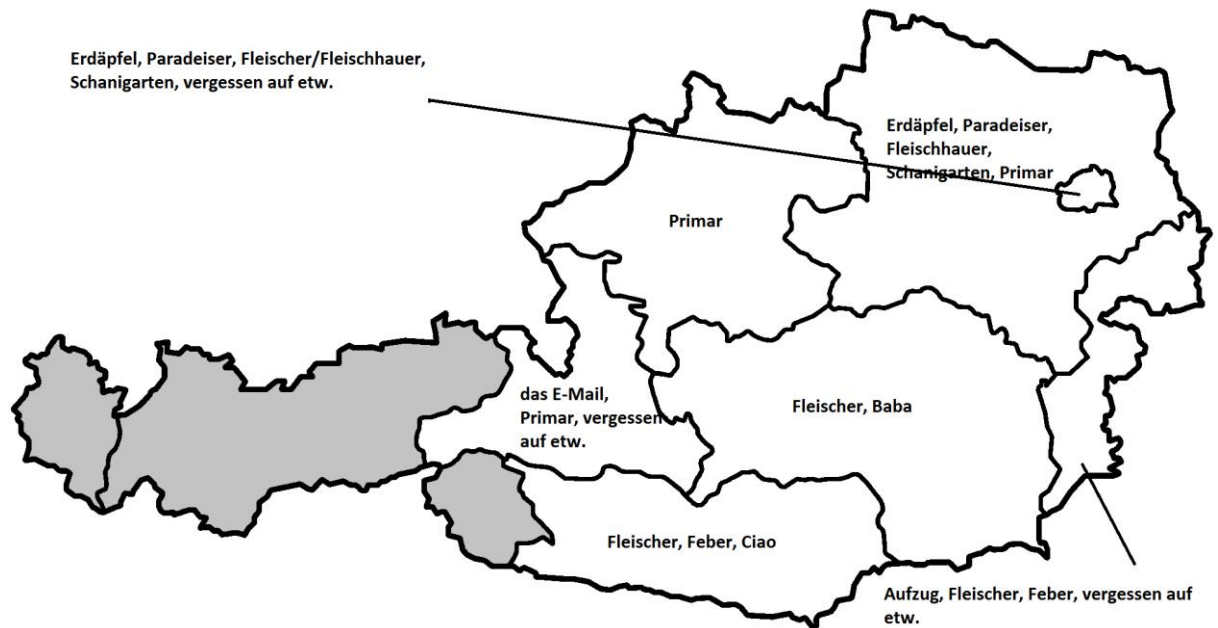 Erdäpfel, Paradeiser, Fleischer/Fleischhauer,
Schanigarten, vergessen auf etw.
Erdäpfel, Paradeiser,
Fleischhauer,
Schanigarten, Primar
Primar
das E-Mail,
Primar, vergessen
auf etw.
Fleischer, Baba
Fleischer, Feber, Ciao
Aufzug, Fleischer, Feber, vergessen auf
etw.